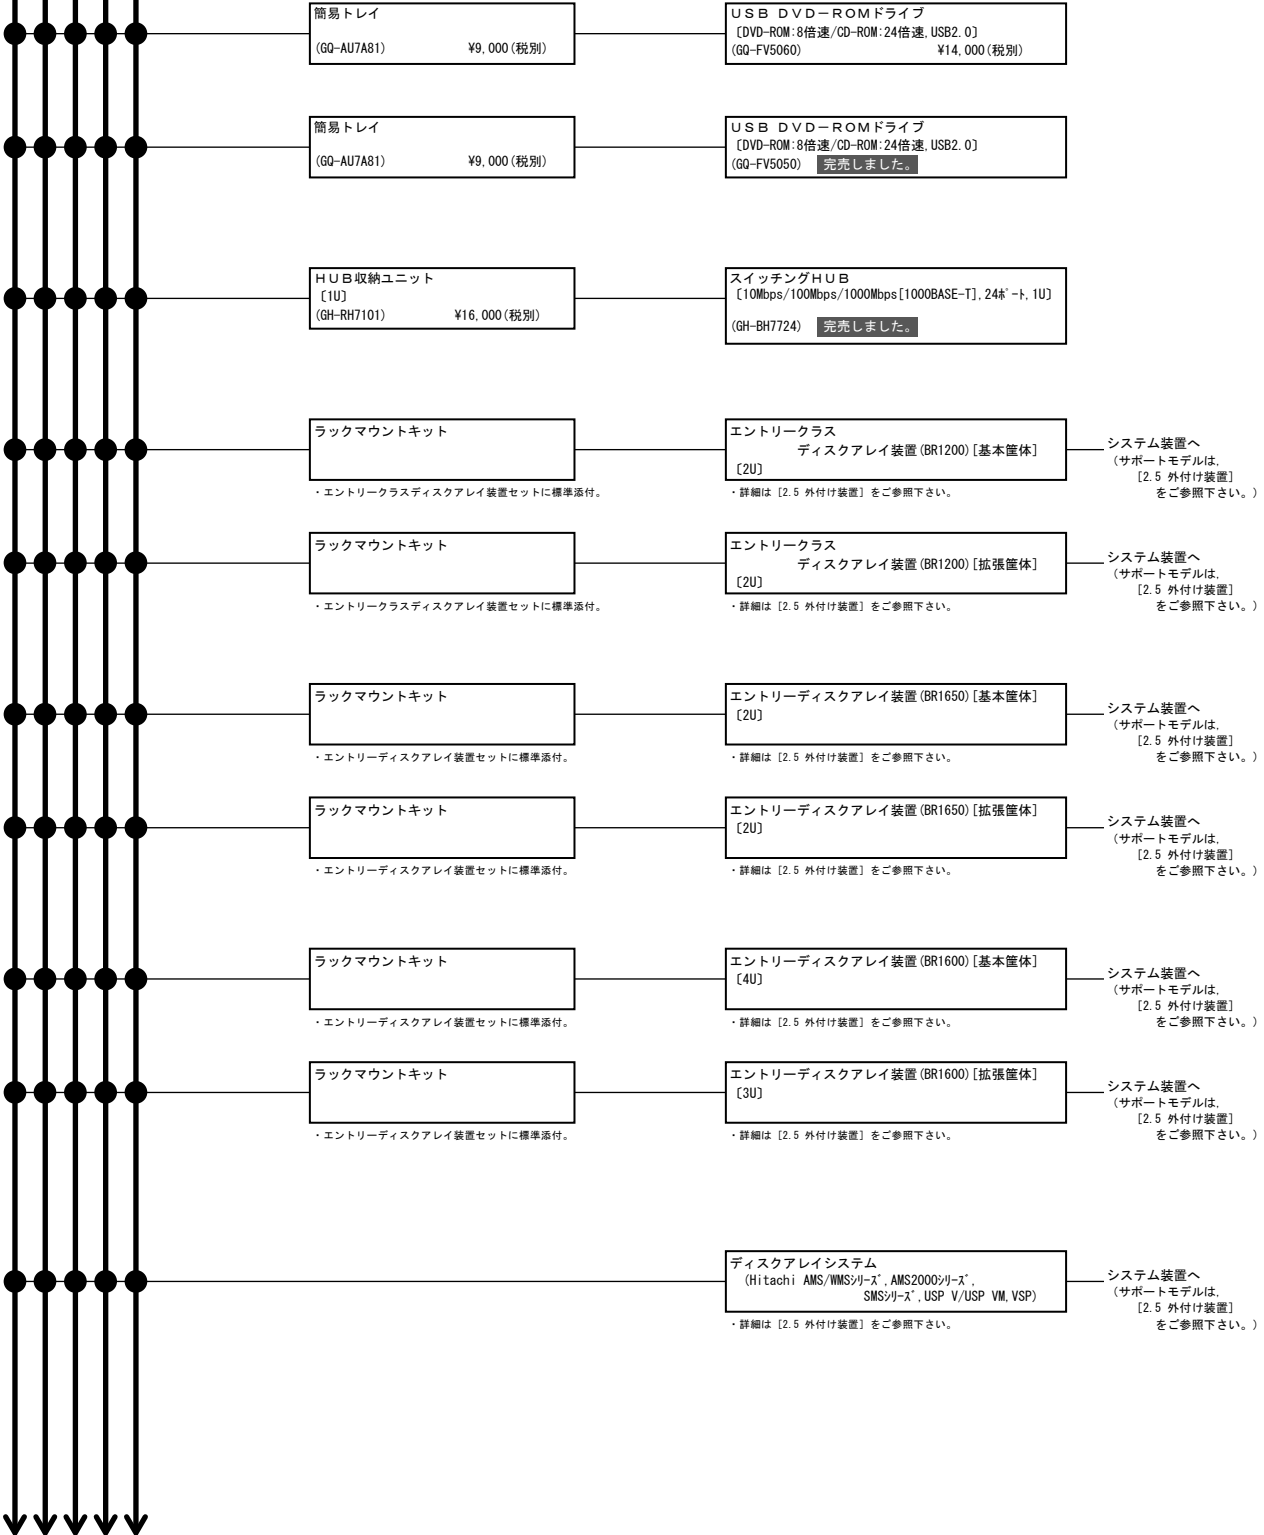 簡易トレイ
(GQ-AU7A81) ¥9,000(税別)
USB DVD－ROMドライブ
〔DVD-ROM:8倍速/CD-ROM:24倍速,USB2.0〕
(GQ-FV5060) ¥14,000(税別)
簡易トレイ
(GQ-AU7A81) ¥9,000(税別)
USB DVD－ROMドライブ
〔DVD-ROM:8倍速/CD-ROM:24倍速,USB2.0〕
(GQ-FV5050) 完売しました。
HUB収納ユニット
〔1U〕
(GH-RH7101) ¥16,000(税別)
スイッチングHUB
〔10Mbps/100Mbps/1000Mbps[1000BASE-T],24ﾎﾟｰﾄ,1U〕
(GH-BH7724) 完売しました。
ラックマウントキット
・エントリークラスディスクアレイ装置セットに標準添付。
エントリークラス
ディスクアレイ装置(BR1200)[基本筐体]
〔2U〕
・詳細は［2.5 外付け装置］をご参照下さい。
システム装置へ
（サポートモデルは,
［2.5 外付け装置］
をご参照下さい。）
ラックマウントキット
・エントリークラスディスクアレイ装置セットに標準添付。
エントリークラス
ディスクアレイ装置(BR1200)[拡張筐体]
〔2U〕
・詳細は［2.5 外付け装置］をご参照下さい。
システム装置へ
（サポートモデルは,
［2.5 外付け装置］
をご参照下さい。）
ラックマウントキット
・エントリーディスクアレイ装置セットに標準添付。
エントリーディスクアレイ装置(BR1650)[基本筐体]
〔2U〕
・詳細は［2.5 外付け装置］をご参照下さい。
システム装置へ
（サポートモデルは,
［2.5 外付け装置］
をご参照下さい。）
ラックマウントキット
・エントリーディスクアレイ装置セットに標準添付。
エントリーディスクアレイ装置(BR1650)[拡張筐体]
〔2U〕
・詳細は［2.5 外付け装置］をご参照下さい。
システム装置へ
（サポートモデルは,
［2.5 外付け装置］
をご参照下さい。）
ラックマウントキット
・エントリーディスクアレイ装置セットに標準添付。
エントリーディスクアレイ装置(BR1600)[基本筐体]
〔4U〕
・詳細は［2.5 外付け装置］をご参照下さい。
システム装置へ
（サポートモデルは,
［2.5 外付け装置］
をご参照下さい。）
ラックマウントキット
・エントリーディスクアレイ装置セットに標準添付。
エントリーディスクアレイ装置(BR1600)[拡張筐体]
〔3U〕
・詳細は［2.5 外付け装置］をご参照下さい。
システム装置へ
（サポートモデルは,
［2.5 外付け装置］
をご参照下さい。）
ディスクアレイシステム
(Hitachi AMS/WMSｼﾘｰｽﾞ,AMS2000ｼﾘｰｽﾞ,
SMSｼﾘｰｽﾞ,USP V/USP VM,VSP)
・詳細は［2.5 外付け装置］をご参照下さい。
システム装置へ
（サポートモデルは,
［2.5 外付け装置］
をご参照下さい。）